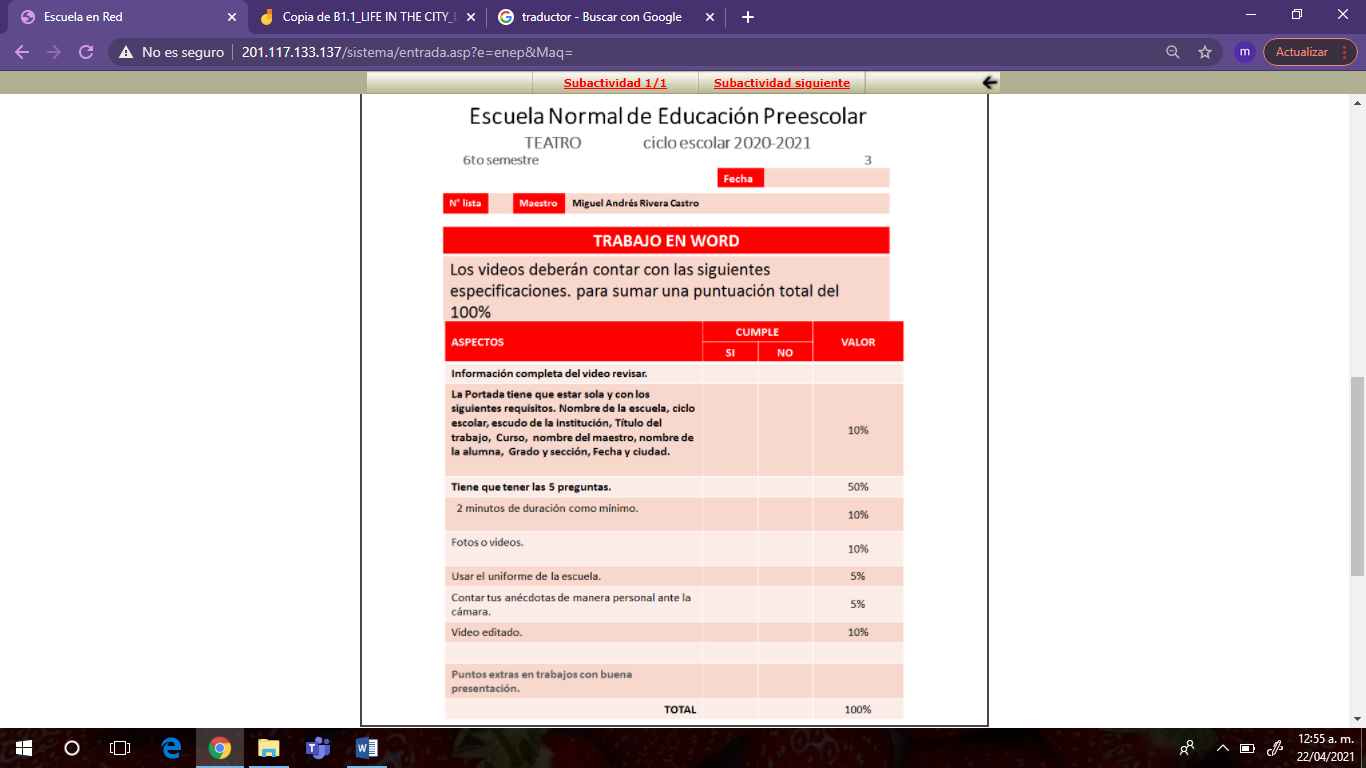 Escuela en Red
Copia de B1.1_LIFE IN THE CITY_L
traductor - Buscar con Google
No es seguro
201.117.133.137/sistema/entrada.asp?e=enep&Maq=
m
Actualizar
Subactividad 1/1
Subactividad siguiente
Escuela Normal de Educación Preescolar
TEATRO ciclo escolar 2020-2021
6to semestre 3
Fecha
N° lista Maestro Miguel Andrés Rivera Castro
TRABAJO EN WORD
Los videos deberán contar con las siguientes
especificaciones. para sumar una puntuación total del
100%
ASPECTOS CUMPLE VALOR
SI NO
Información completa del video revisar.
La Portada tiene que estar sola y con los
siguientes requisitos. Nombre de la escuela, ciclo
escolar, escudo de la institución, Título del
trabajo, Curso, nombre del maestro, nombre de
la alumna, Grado y sección, Fecha y ciudad.
10%
Tiene que tener las 5 preguntas. 50%
2 minutos de duración como mínimo. 10%
Fotos o videos. 10%
Usar el uniforme de la escuela. 5%
Contar tus anécdotas de manera personal ante la
cámara.
5%
Video editado. 10%
Puntos extras en trabajos con buena
presentación.
TOTAL 100%
12:55 a. m.
22/04/2021